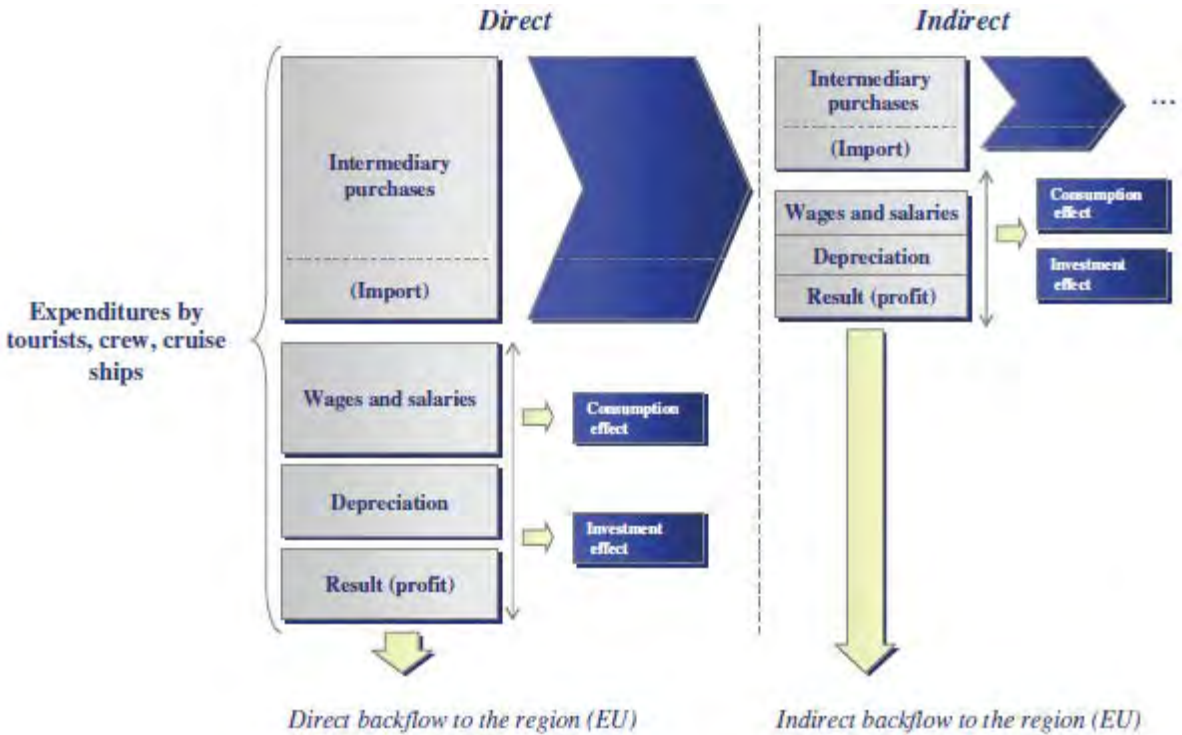 Direct
Indirect
Expenditures by
tourists, crew, cruise
ships
Intermediary
purchases
(Import)
Wages and salaries
Depreciation
Result (profit)
Consumption
effect
Investment
effect
Direct backflow to the region (EU)
Intermediary
purchases
(Import)
...
Wages and salaries
Depreciation
Result (profit)
Consumption
effect
Investment
effect
Indirect backflow to the region (EU)